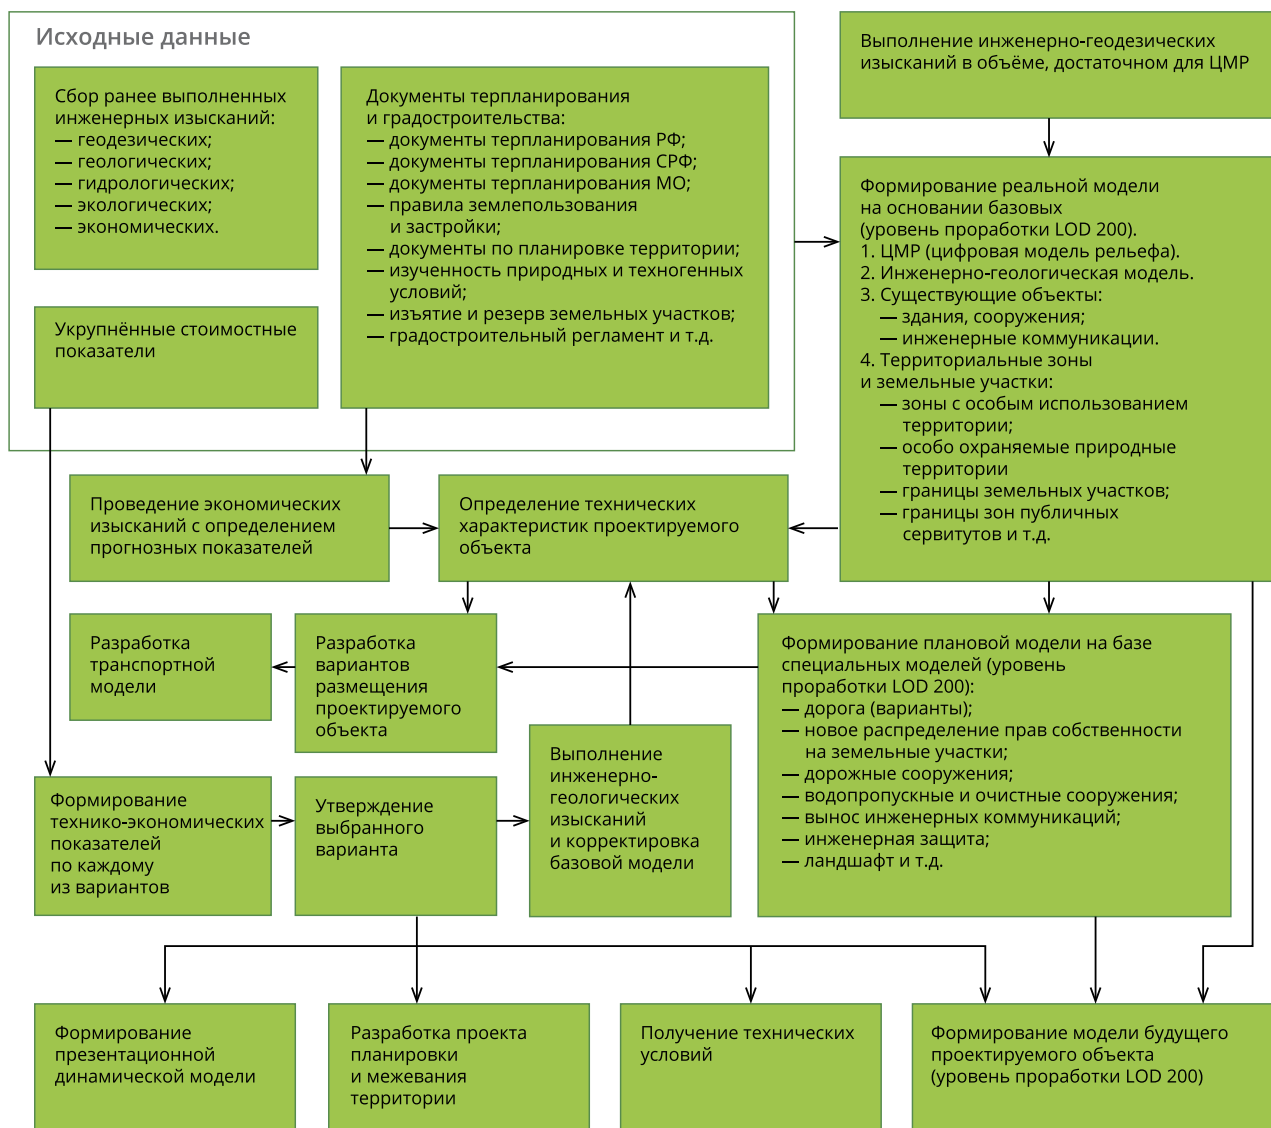 Исходные данные
Сбор ранее выполненных
инженерных изысканий:
— геодезических;
— геологических;
— гидрологических;
— экологических;
— экономических.
Документы терпланирования
и градостроительства:
— документы терпланирования РФ;
— документы терпланирования СРФ;
— документы терпланирования МО;
— правила землепользования
и застройки;
— документы по планировке территории;
— изученность природных и техногенных
условий;
— изъятие и резерв земельных участков;
— градостроительный регламент и т.д.
Укрупнённые стоимостные
показатели
Выполнение инженерно-геодезических
изысканий в объёме, достаточном для ЦМР
Формирование реальной модели
на основании базовых
(уровень проработки LOD 200).
1. ЦМР (цифровая модель рельефа).
2. Инженерно-геологическая модель.
3. Существующие объекты:
— здания, сооружения;
— инженерные коммуникации.
4. Территориальные зоны
и земельные участки:
— зоны с особым использованием
территории;
— особо охраняемые природные
территории
— границы земельных участков;
— границы зон публичных
сервитутов и т.д.
Проведение экономических
изысканий с определением
прогнозных показателей
Определение технических
характеристик проектируемого
объекта
Разработка
транспортной
модели
Разработка
вариантов
размещения
проектируемого
объекта
Формирование плановой модели на базе
специальных моделей (уровень
проработки LOD 200):
— дорога (варианты);
— новое распределение прав собственности
на земельные участки;
— дорожные сооружения;
— водопропускные и очистные сооружения;
— вынос инженерных коммуникаций;
— инженерная защита;
— ландшафт и т.д.
Формирование
технико-экономических
показателей
по каждому
из вариантов
Утверждение
выбранного
варианта
Выполнение
инженерно-
геологических
изысканий
и корректировка
базовой модели
Формирование
презентационной
динамической модели
Разработка проекта
планировки
и межевания
территории
Получение технических
условий
Формирование модели будущего
проектируемого объекта
(уровень проработки LOD 200)